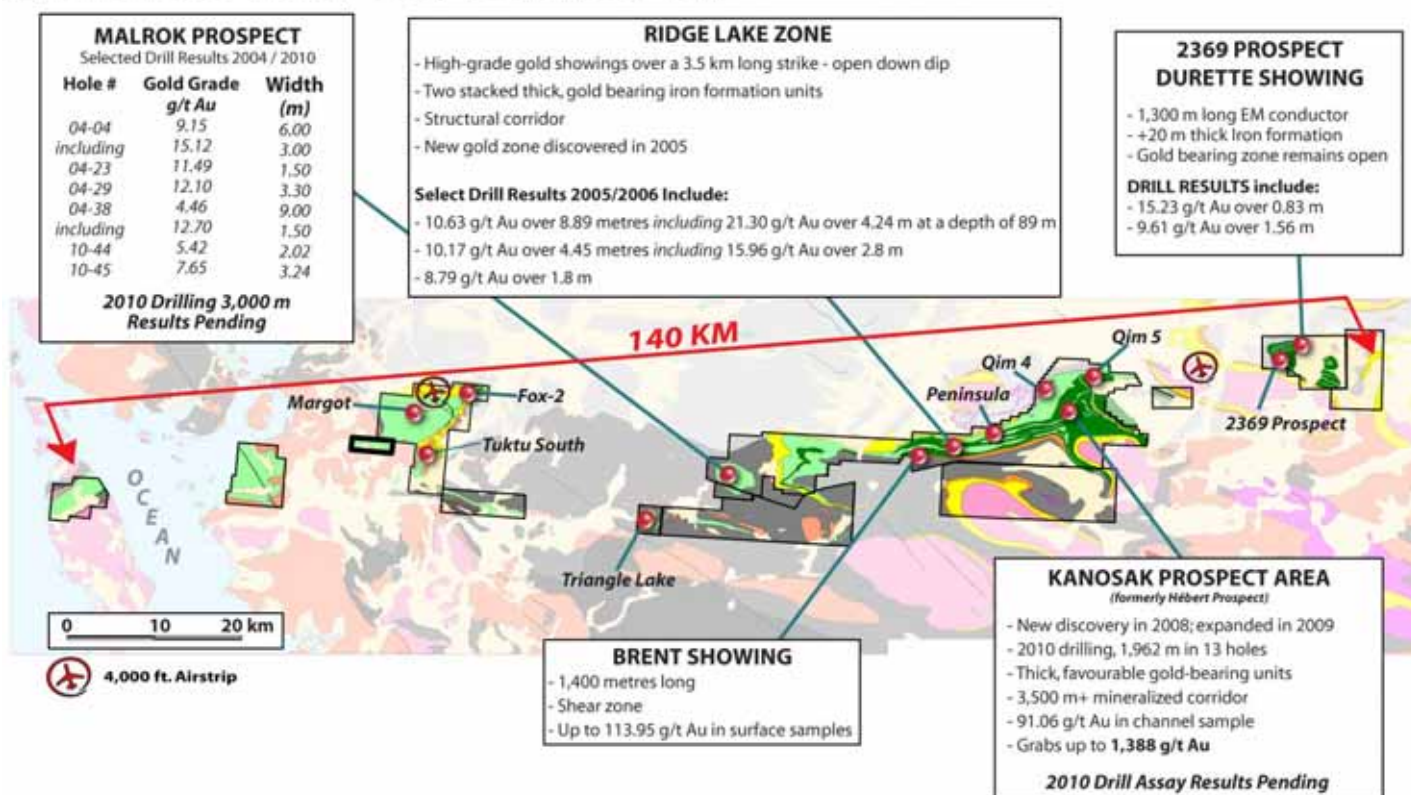 MALROK PROSPECT
Selected Drill Results 2004 / 2010
Hole # Gold Grade Width
g/t Au (m)
04-04 9.15 6.00
including 15.12 3.00
04-23 11.49 1.50
04-29 12.10 3.30
04-38 4.46 9.00
including 12.70 1.50
10-44 5.42 2.02
10-45 7.65 3.24
2010 Drilling 3,000 m
Results Pending
RIDGE LAKE ZONE
- High-grade gold showings over a 3.5 km long strike - open down dip
- Two stacked thick, gold bearing iron formation units
- Structural corridor
- New gold zone discovered in 2005
Select Drill Results 2005/2006 Include:
- 10.63 g/t Au over 8.89 metres including 21.30 g/t Au over 4.24 m at a depth of 89 m
- 10.17 g/t Au over 4.45 metres including 15.96 g/t Au over 2.8 m
- 8.79 g/t Au over 1.8 m
2369 PROSPECT
DURETTE SHOWING
- 1,300 m long EM conductor
- +20 m thick Iron formation
- Gold bearing zone remains open
DRILL RESULTS include:
- 15.23 g/t Au over 0.83 m
- 9.61 g/t Au over 1.56 m
140 KM
Margot
Fox-2
Tuktu South
Triangle Lake
Peninsula
Qim 4
Qim 5
2369 Prospect
OCEAN
0 10 20 km
4,000 ft. Airstrip
BRENT SHOWING
- 1,400 metres long
- Shear zone
- Up to 113.95 g/t Au in surface samples
KANOSAK PROSPECT AREA
(formerly Hébert Prospect)
- New discovery in 2008; expanded in 2009
- 2010 drilling, 1,962 m in 13 holes
- Thick, favourable gold-bearing units
- 3,500 m+ mineralized corridor
- 91.06 g/t Au in channel sample
- Grabs up to 1,388 g/t Au
2010 Drill Assay Results Pending